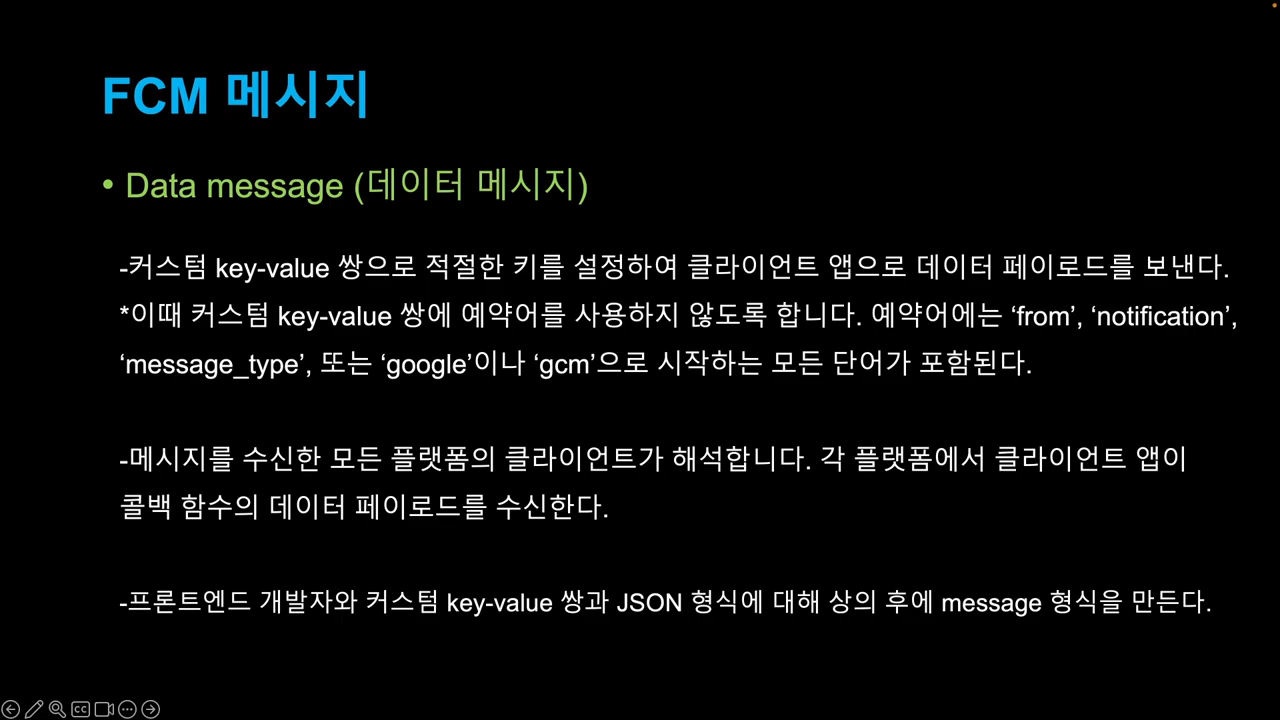 FCM 메시지
• Data message (데이터 메시지)
-커스텀 key-value 쌍으로 적절한 키를 설정하여 클라이언트 앱으로 데이터 페이로드를 보낸다.
*이때 커스텀 key-value 쌍에 예약어를 사용하지 않도록 합니다. 예약어에는 ‘from’, ‘notification’,
‘message_type’, 또는 ‘google’이나 ‘gcm’으로 시작하는 모든 단어가 포함된다.
-메시지를 수신한 모든 플랫폼의 클라이언트가 해석합니다. 각 플랫폼에서 클라이언트 앱이
콜백 함수의 데이터 페이로드를 수신한다.
-프론트엔드 개발자와 커스텀 key-value 쌍과 JSON 형식에 대해 상의 후에 message 형식을 만든다.
CC